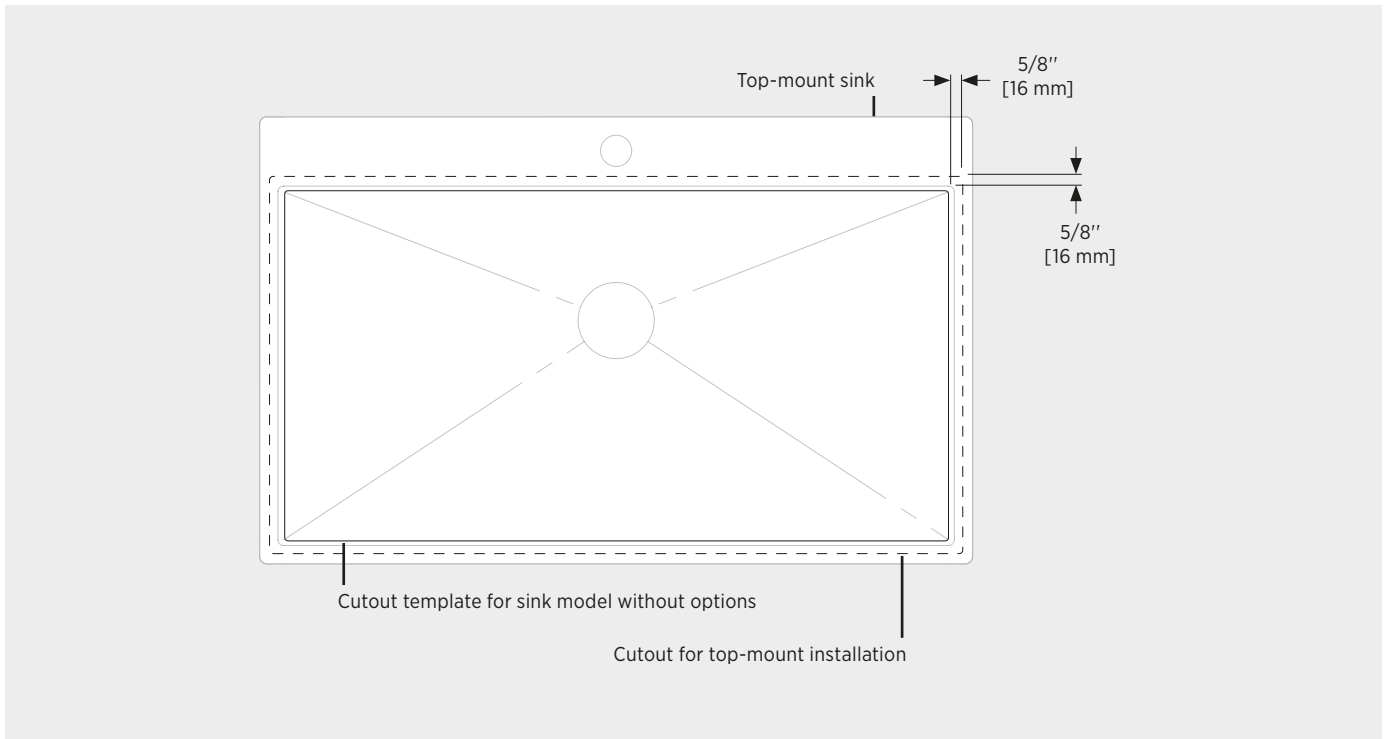 5/8''
[16 mm]
Top-mount sink
5/8''
[16 mm]
Cutout template for sink model without options
Cutout for top-mount installation